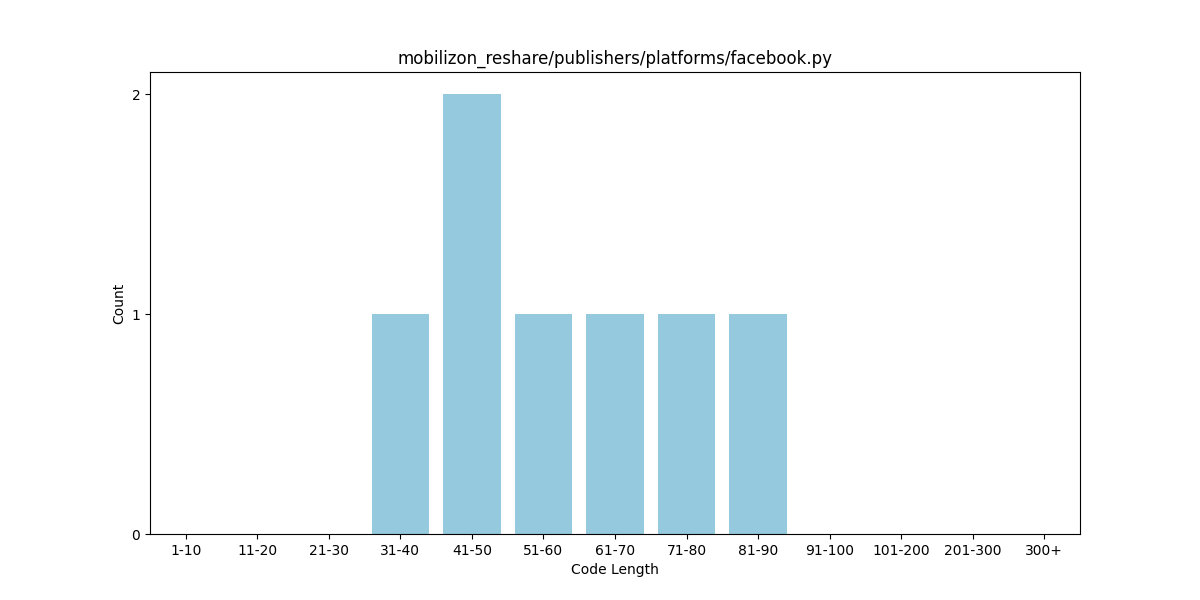 mobilizon_reshare/publishers/platforms/facebook.py
2
1
0
Count
1-10 11-20 21-30 31-40 41-50 51-60 61-70 71-80 81-90 91-100 101-200 201-300 300+
Code Length